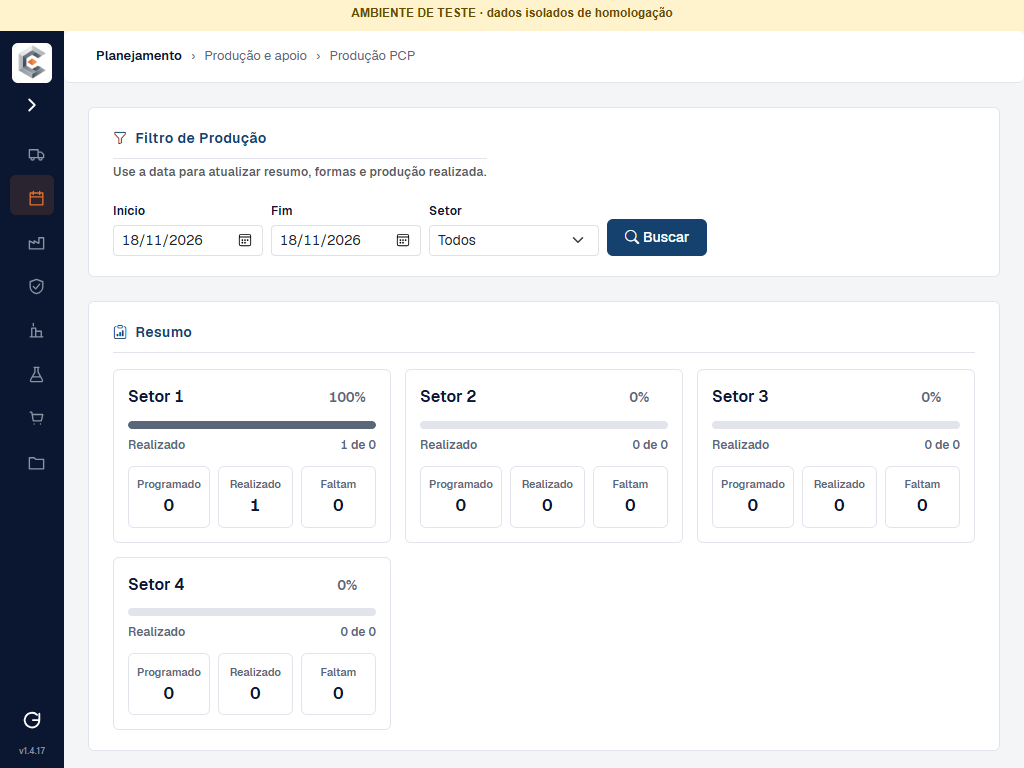 AMBIENTE DE TESTE · dados isolados de homologação
Planejamento › Produção e apoio › Produção PCP
Filtro de Produção
Use a data para atualizar resumo, formas e produção realizada.
Início Fim Setor
18/11/2026 18/11/2026 Todos Buscar
Resumo
Setor 1 100% Setor 2 0% Setor 3 0%
Realizado 1 de 0 Realizado 0 de 0 Realizado 0 de 0
Programado Realizado Faltam Programado Realizado Faltam Programado Realizado Faltam
0 1 0 0 0 0 0 0 0
Setor 4 0%
Realizado 0 de 0
Programado Realizado Faltam
0 0 0
v1.4.17